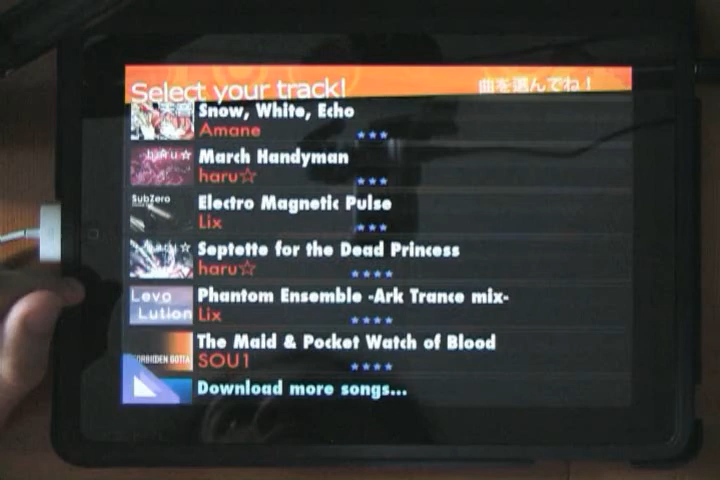 Select your track!
曲を選んでね！
Snow, White, Echo
Amane
★★★
March Handyman
haru☆
★★★
SubZero
Electro Magnetic Pulse
Lix
★★★
Septette for the Dead Princess
haru☆
★★★★
Levo
Lution
Phantom Ensemble -Ark Trance mix-
Lix
★★★★
The Maid & Pocket Watch of Blood
SOU1
★★★★
Download more songs...